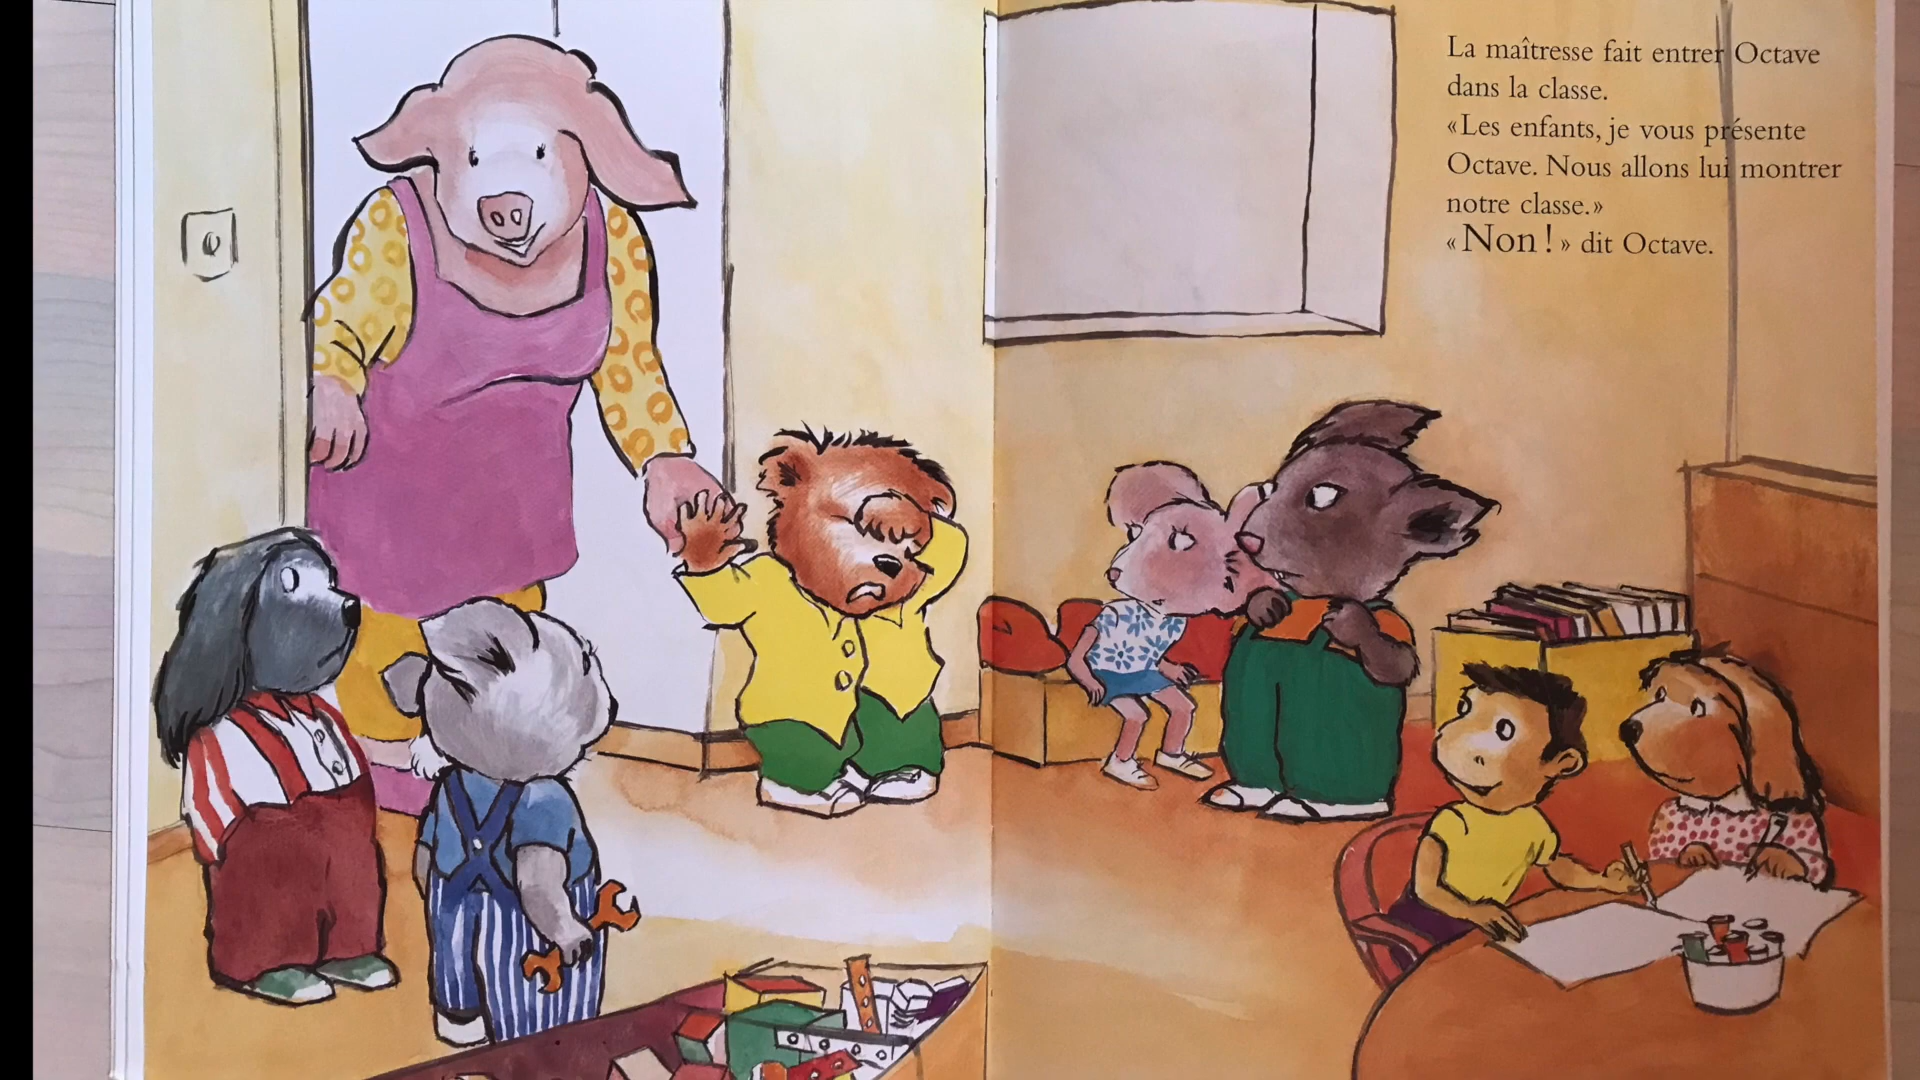 La maîtresse fait entrer Octave
dans la classe.
«Les enfants, je vous présente
Octave. Nous allons lui montrer
notre classe.»
«Non!» dit Octave.